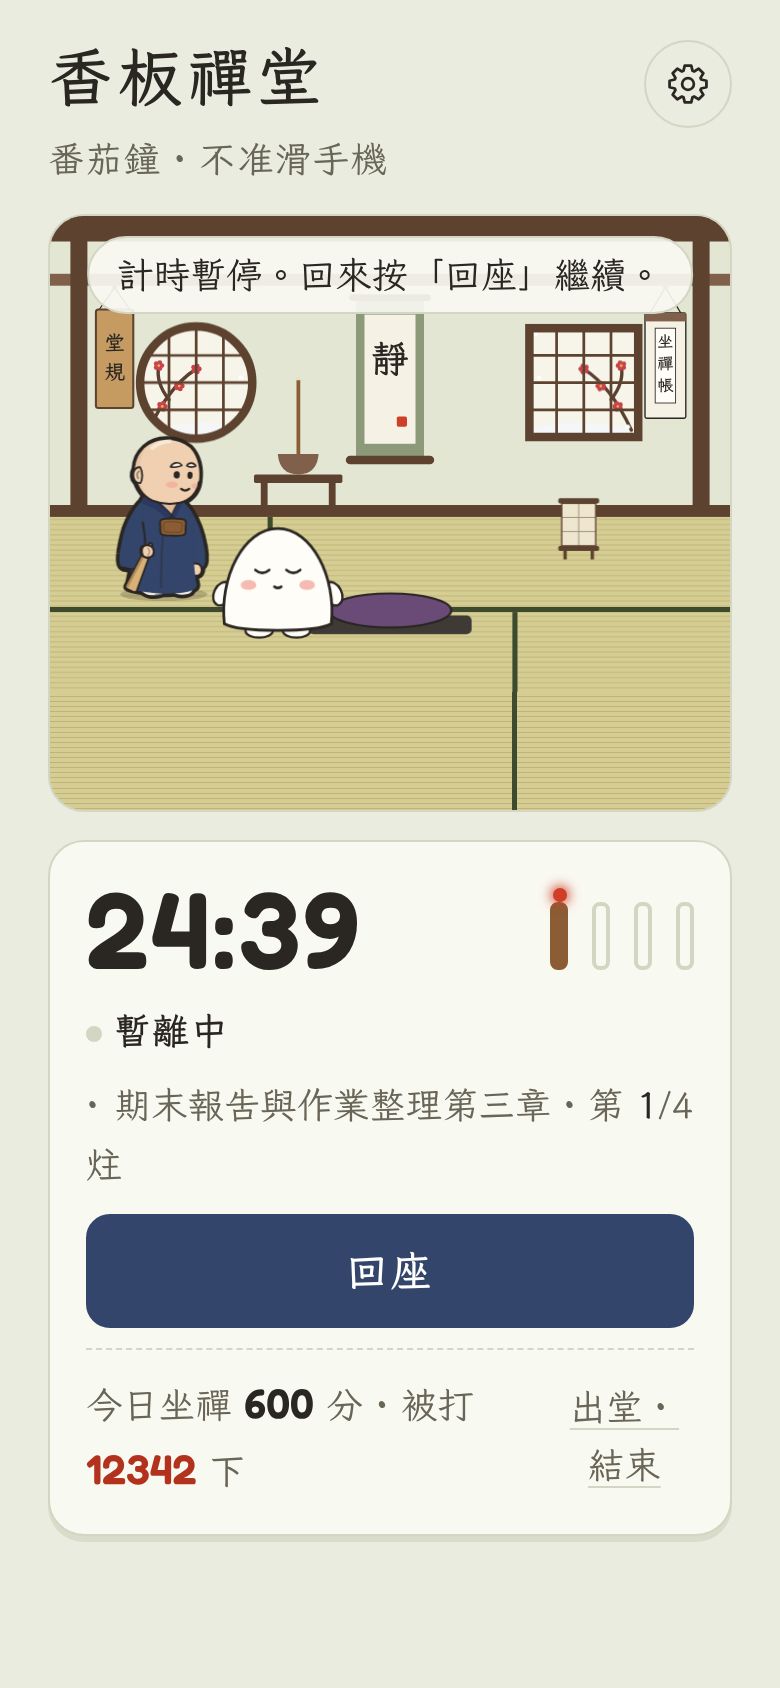 香板禪堂
番茄鐘・不准滑手機
計時暫停。回來按「回座」繼續。
堂規
靜
坐禪帳
24:39
暫離中
・期末報告與作業整理第三章・第 1/4
炷
回座
今日坐禪 600 分・被打
12342 下
出堂・
結束